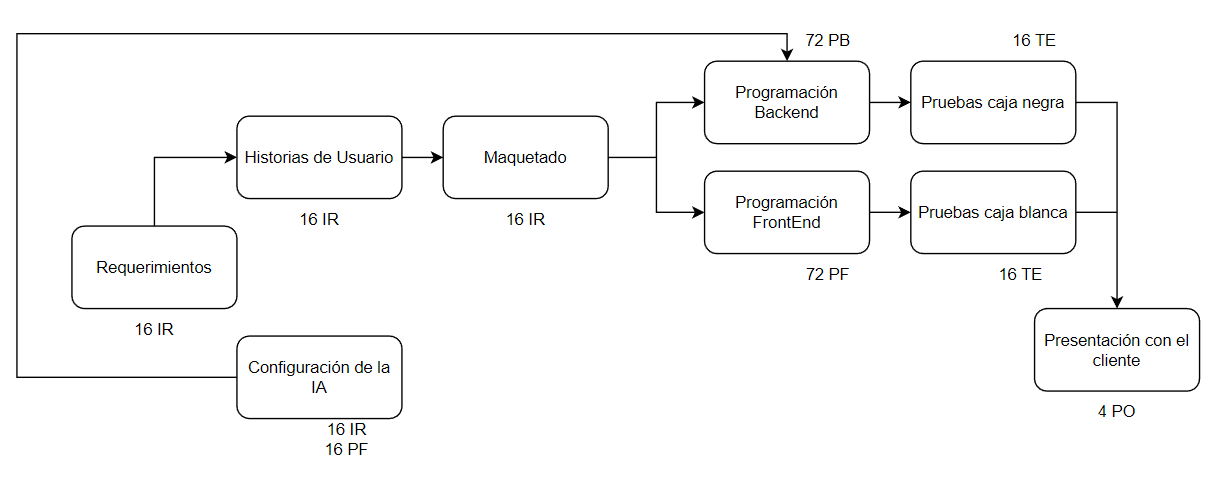 72 PB
16 TE
Programación
Backend
Pruebas caja negra
Historias de Usuario
Maquetado
16 IR
16 IR
Programación
FrontEnd
Pruebas caja blanca
72 PF
16 TE
Requerimientos
16 IR
Configuración de la
IA
16 IR
16 PF
Presentación con el
cliente
4 PO